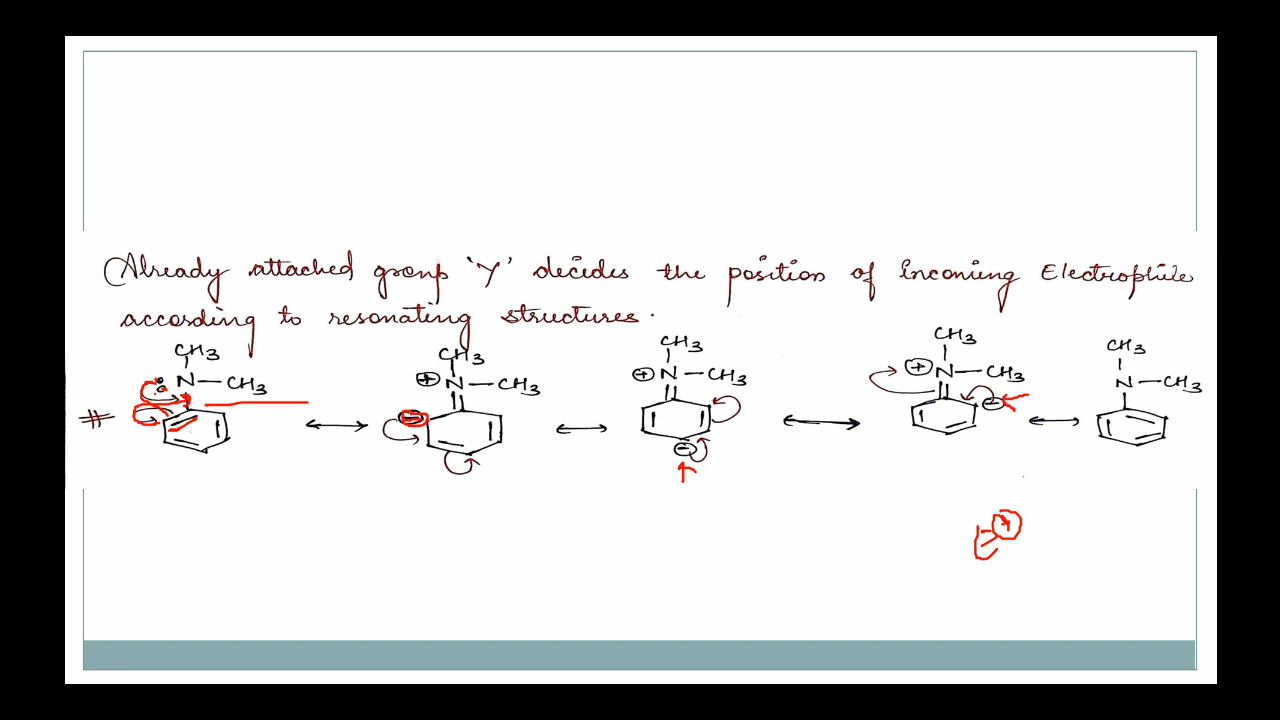 Already attached group 'Y' decides the position of incoming Electrophile
according to resonating structures.
CH3 CH3 CH3 CH3 CH3
N—CH3 ⊕ N—CH3 ⊕ N—CH3 ⊕ N—CH3 N—CH3
⊖ ⊖ ⊖
E⊕